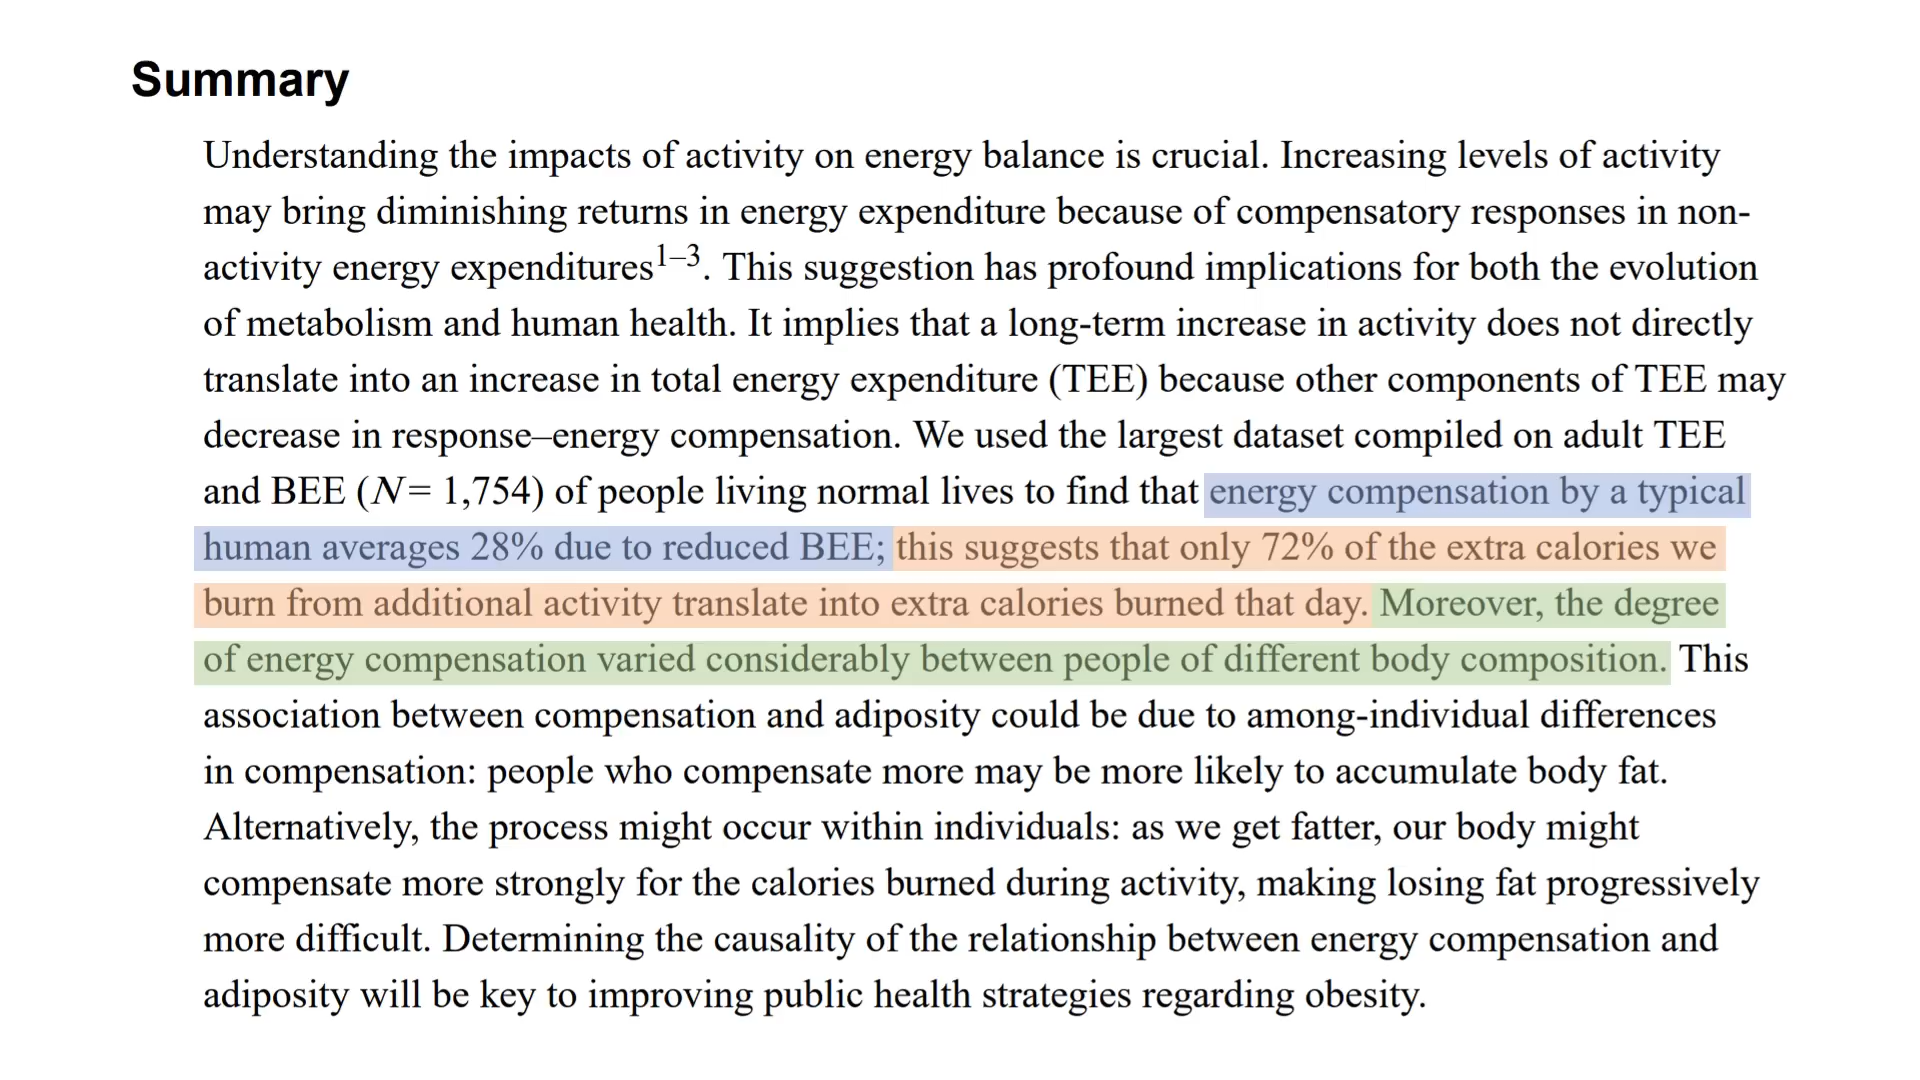 Summary
Understanding the impacts of activity on energy balance is crucial. Increasing levels of activity
may bring diminishing returns in energy expenditure because of compensatory responses in non-
activity energy expenditures1–3. This suggestion has profound implications for both the evolution
of metabolism and human health. It implies that a long-term increase in activity does not directly
translate into an increase in total energy expenditure (TEE) because other components of TEE may
decrease in response–energy compensation. We used the largest dataset compiled on adult TEE
and BEE (N= 1,754) of people living normal lives to find that energy compensation by a typical
human averages 28% due to reduced BEE; this suggests that only 72% of the extra calories we
burn from additional activity translate into extra calories burned that day. Moreover, the degree
of energy compensation varied considerably between people of different body composition. This
association between compensation and adiposity could be due to among-individual differences
in compensation: people who compensate more may be more likely to accumulate body fat.
Alternatively, the process might occur within individuals: as we get fatter, our body might
compensate more strongly for the calories burned during activity, making losing fat progressively
more difficult. Determining the causality of the relationship between energy compensation and
adiposity will be key to improving public health strategies regarding obesity.